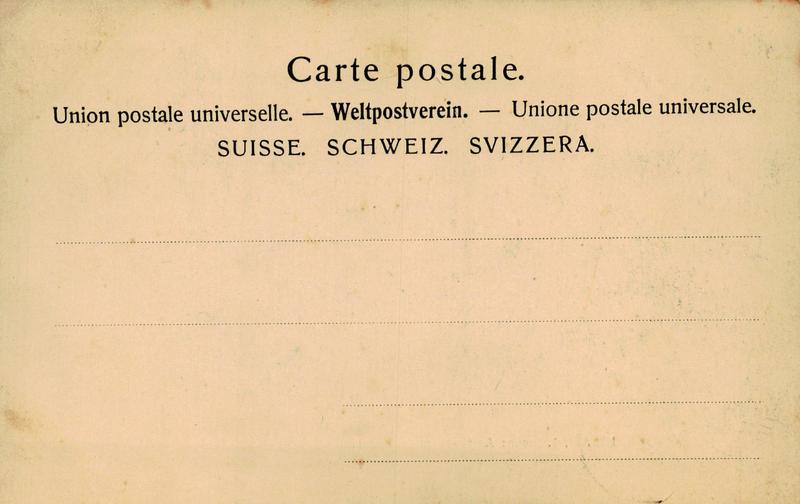 Carte postale.
Union postale universelle. — Weltpostverein. — Unione postale universale.
SUISSE. SCHWEIZ. SVIZZERA.